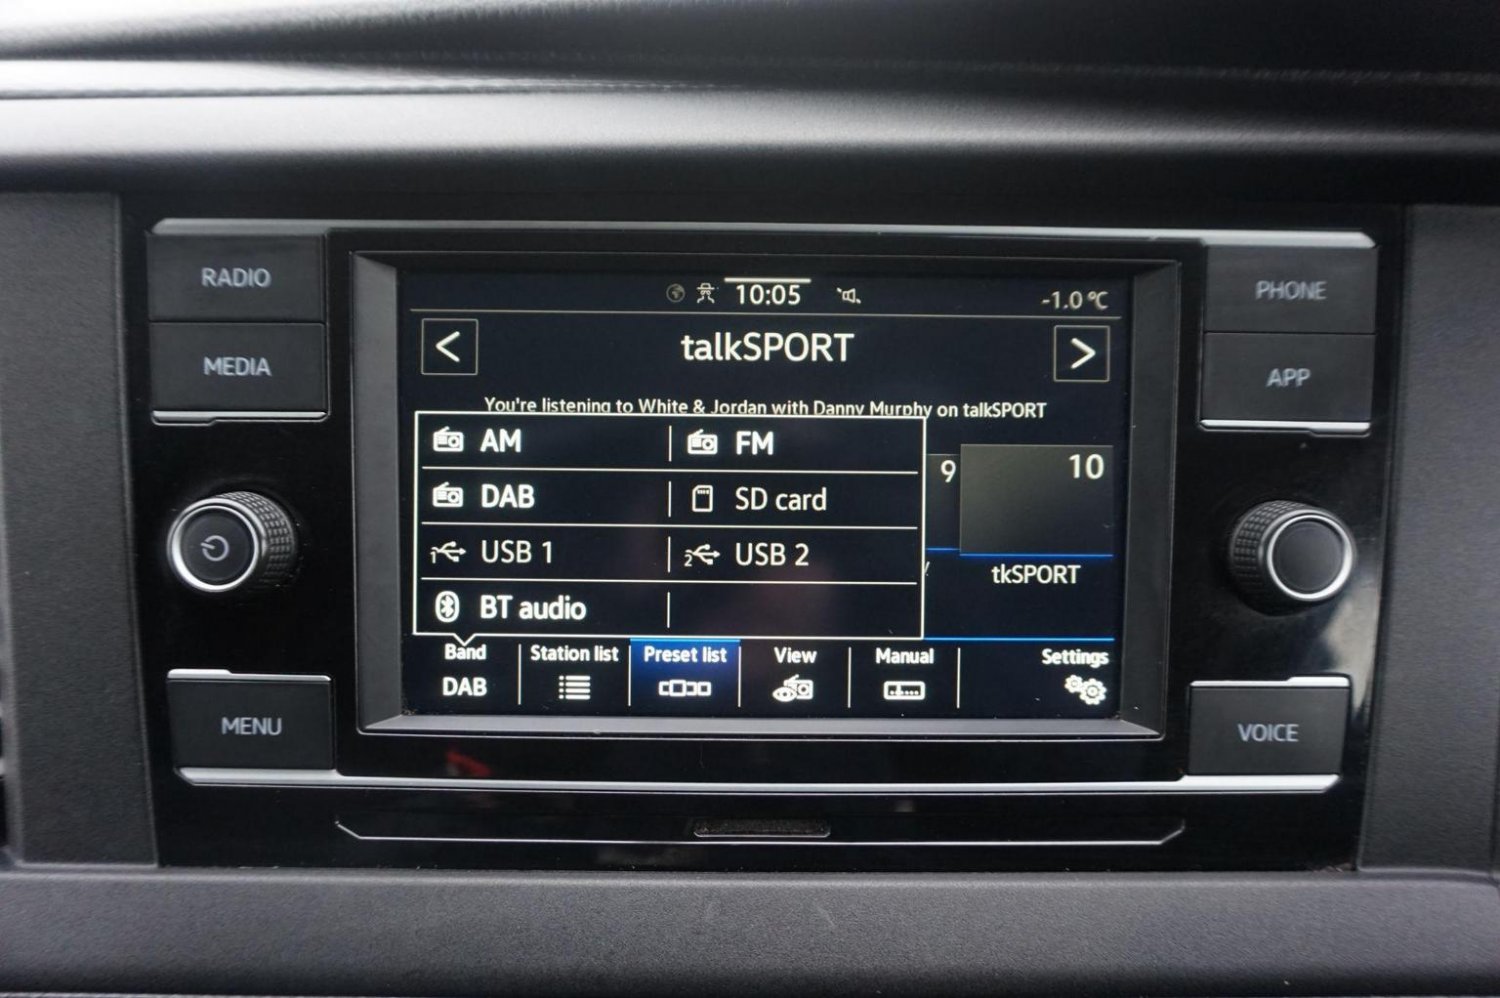 RADIO
MEDIA
MENU
PHONE
APP
VOICE
10:05
-1.0 °C
<
talkSPORT
>
You're listening to White & Jordan with Danny Murphy on talkSPORT
AM
FM
DAB
SD card
1 USB 1
2 USB 2
BT audio
9
10
tkSPORT
Band
DAB
Station list
Preset list
View
Manual
Settings